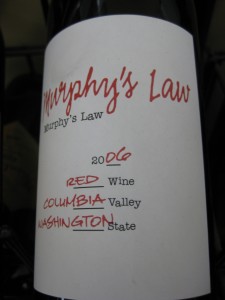 Murphy's Law
Murphy's Law
2006
RED Wine
COLUMBIA Valley
WASHINGTON State